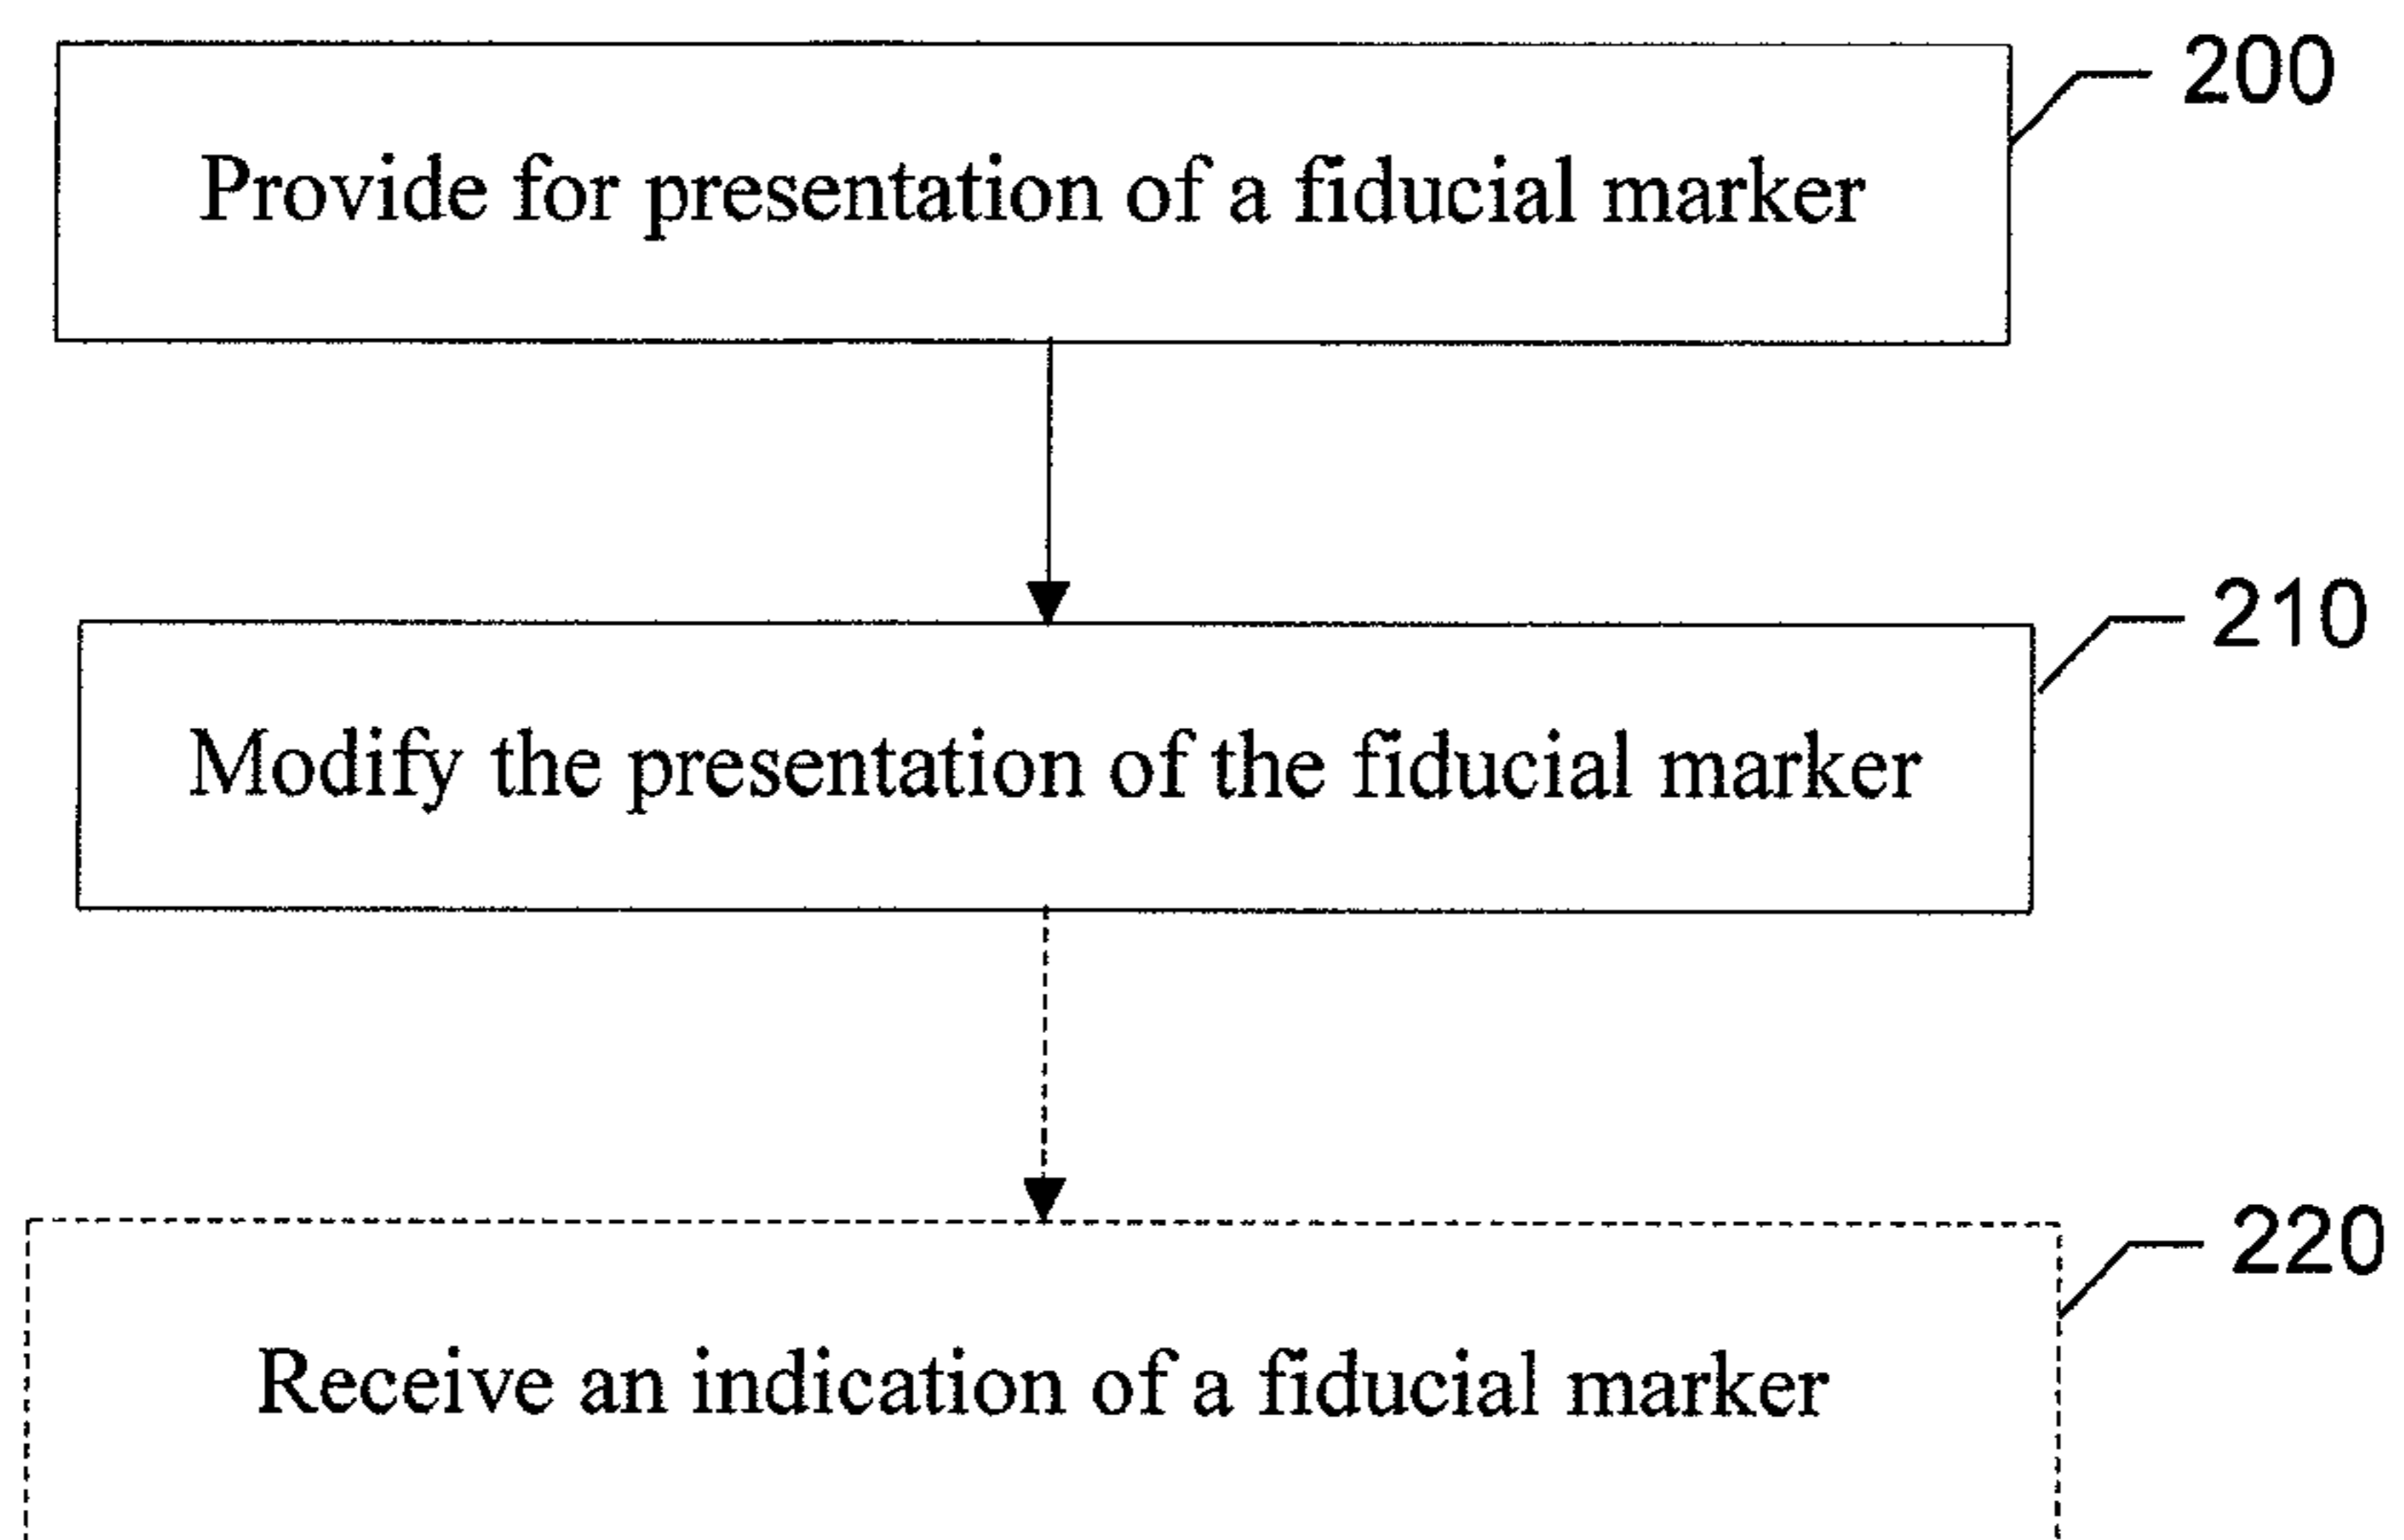 200
Provide for presentation of a fiducial marker
210
Modify the presentation of the fiducial marker
220
Receive an indication of a fiducial marker